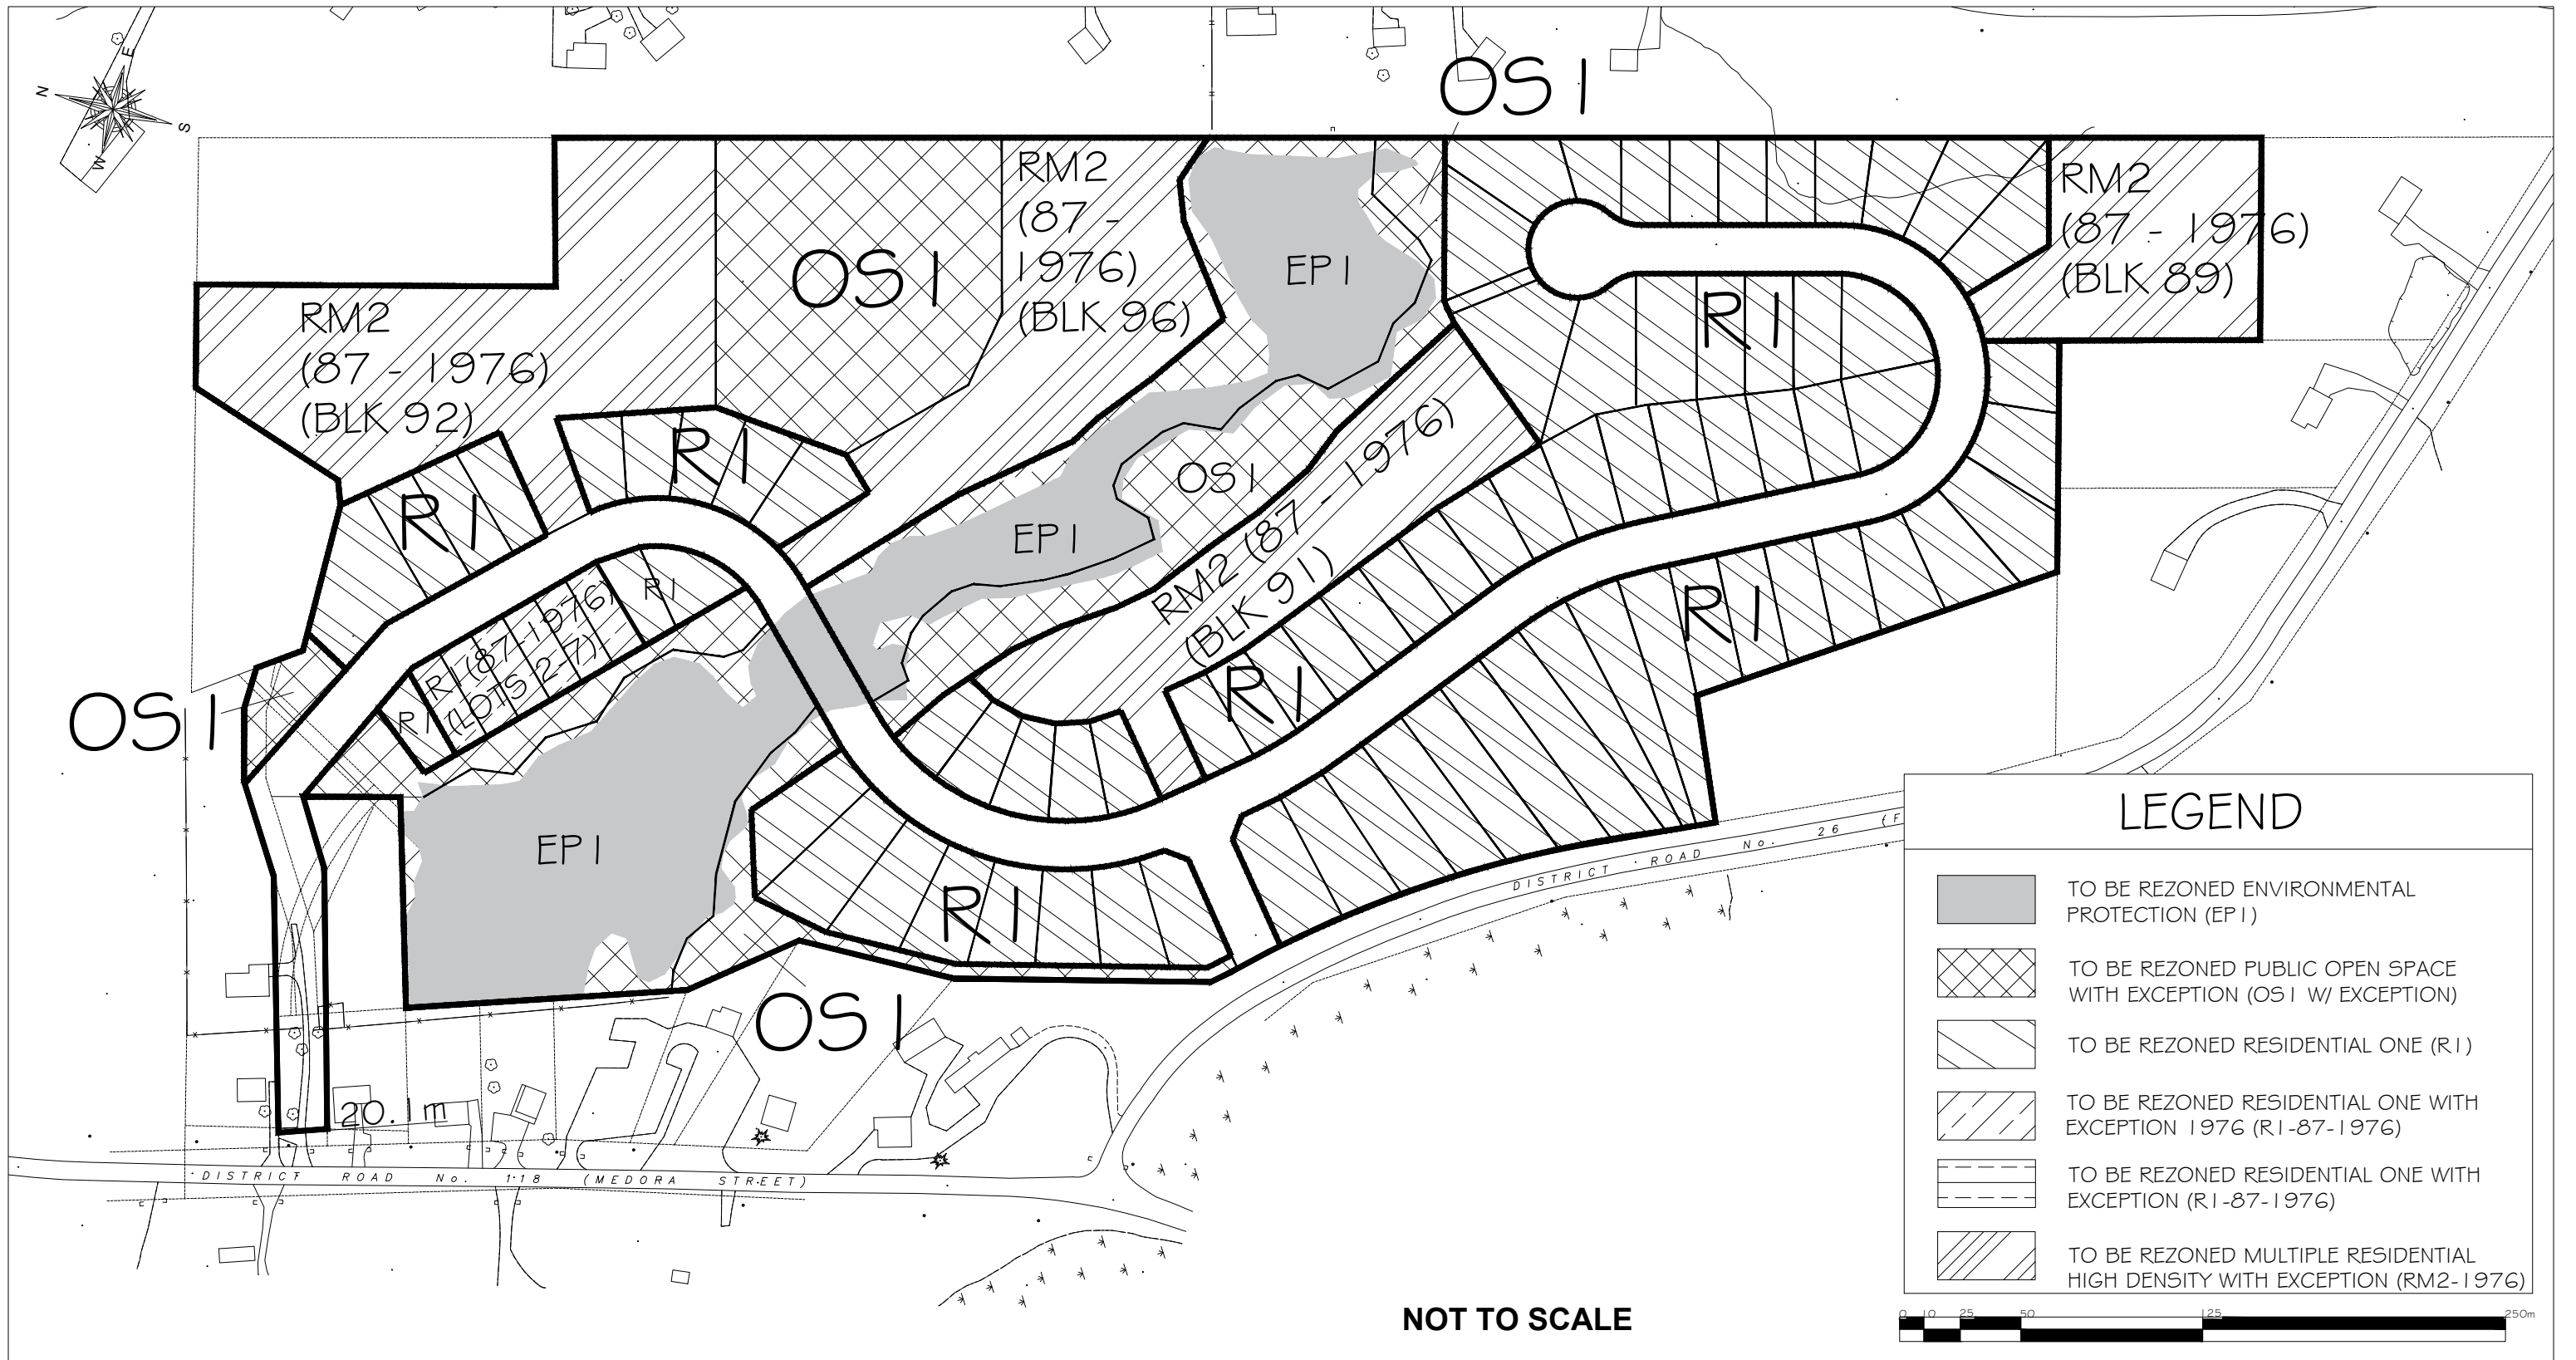 OS1
E
N
S
W
RM2
(87 -
1976)
(BLK 96)
RM2
(87 - 1976)
(BLK 89)
OS1
EP1
RM2
(87 - 1976)
(BLK 92)
R1
R1
R1
OS1
EP1
RM2 (87 - 1976)
(BLK 91)
R1
R1 (87-1976)
(LOTS 2-7)
R1
R1
R1
OS1
EP1
R1
OS1
20.1m
DISTRICT ROAD No. 26 (F
DISTRICT ROAD No. 118 (MEDORA STREET)
LEGEND
TO BE REZONED ENVIRONMENTAL
PROTECTION (EP1)
TO BE REZONED PUBLIC OPEN SPACE
WITH EXCEPTION (OS1 W/ EXCEPTION)
TO BE REZONED RESIDENTIAL ONE (R1)
TO BE REZONED RESIDENTIAL ONE WITH
EXCEPTION 1976 (R1-87-1976)
TO BE REZONED RESIDENTIAL ONE WITH
EXCEPTION (R1-87-1976)
TO BE REZONED MULTIPLE RESIDENTIAL
HIGH DENSITY WITH EXCEPTION (RM2-1976)
NOT TO SCALE
0 10 25 50 125 250m